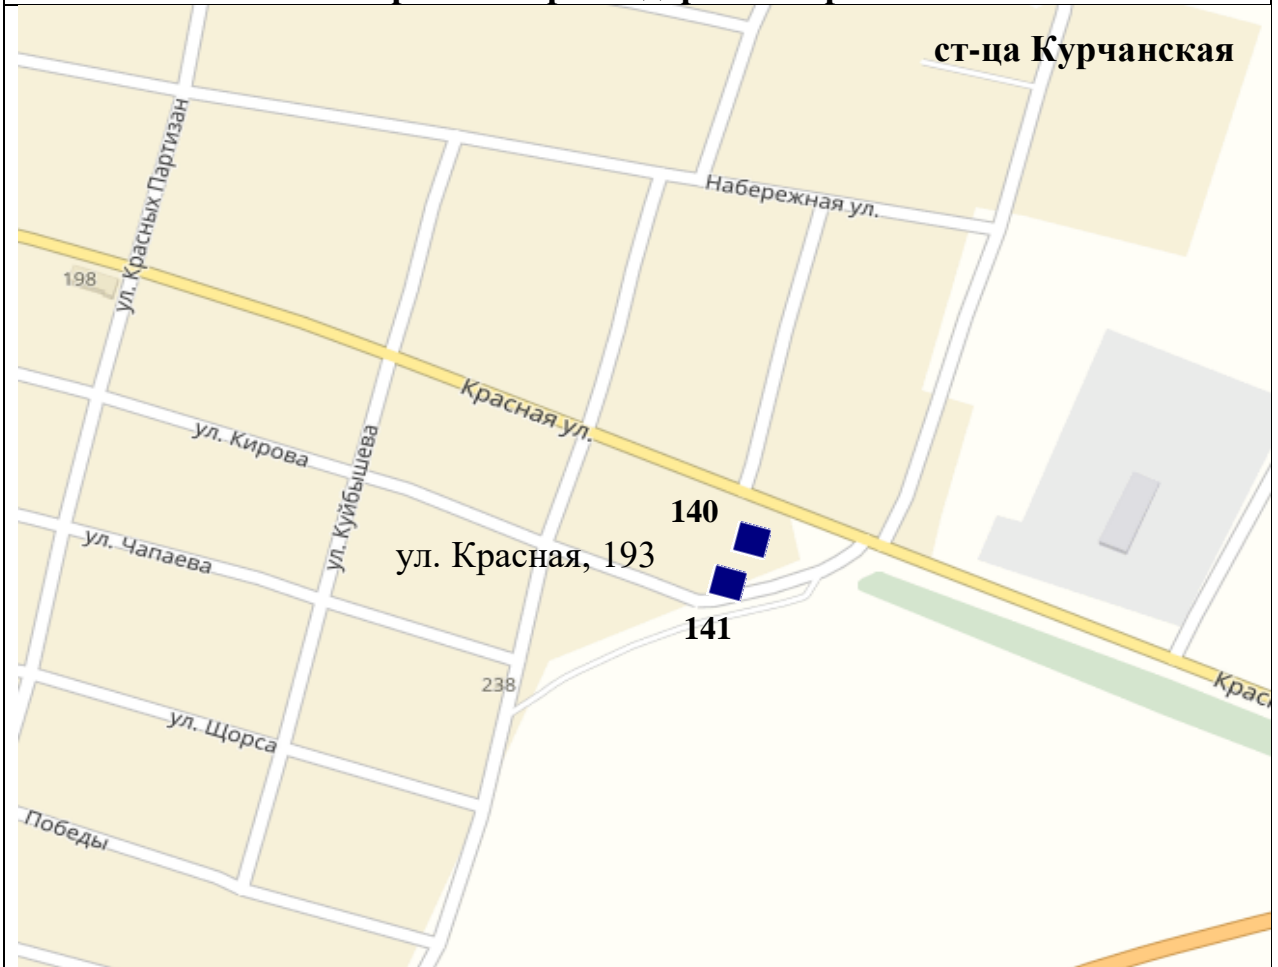 ст-ца Курчанская
ул. Красных Партизан
Набережная ул.
198
Красная ул.
ул. Кирова
ул. Куйбышева
140
ул. Чапаева
ул. Красная, 193
141
238
Крас
ул. Щорса
Победы